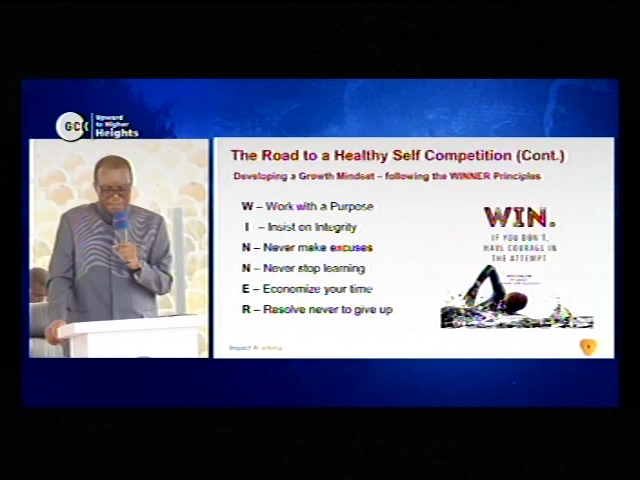 GCK
Upward
to Higher
Heights
The Road to a Healthy Self Competition (Cont.)
Developing a Growth Mindset – following the WINNER Principles
W – Work with a Purpose
I – Insist on Integrity
N – Never make excuses
N – Never stop learning
E – Economize your time
R – Resolve never to give up
WIN.
IF YOU DON'T,
HAVE COURAGE IN
THE ATTEMPT
Impact